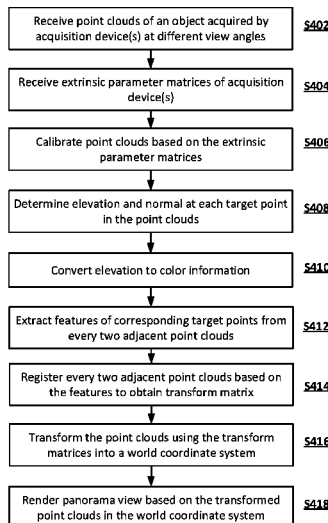 Receive point clouds of an object acquired by
acquisition device(s) at different view angles
S402
Receive extrinsic parameter matrices of acquisition
device(s)
S404
Calibrate point clouds based on the extrinsic
parameter matrices
S406
Determine elevation and normal at each target point
in the point clouds
S408
Convert elevation to color information
S410
Extract features of corresponding target points from
every two adjacent point clouds
S412
Register every two adjacent point clouds based on
the features to obtain transform matrix
S414
Transform the point clouds using the transform
matrices into a world coordinate system
S416
Render panorama view based on the transformed
point clouds in the world coordinate system
S418